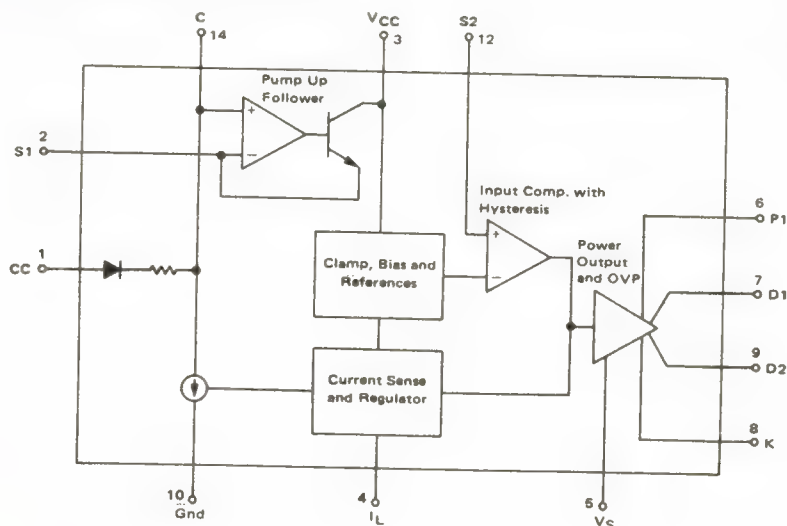 C
14
VCC
3
S2
12
Pump Up
Follower
+
−
2
S1
Input Comp. with
Hysteresis
+
−
6
P1
1
CC
Clamp, Bias and
References
Power
Output
and OVP
7
D1
9
D2
Current Sense
and Regulator
8
K
10
Gnd
4
IL
5
VS